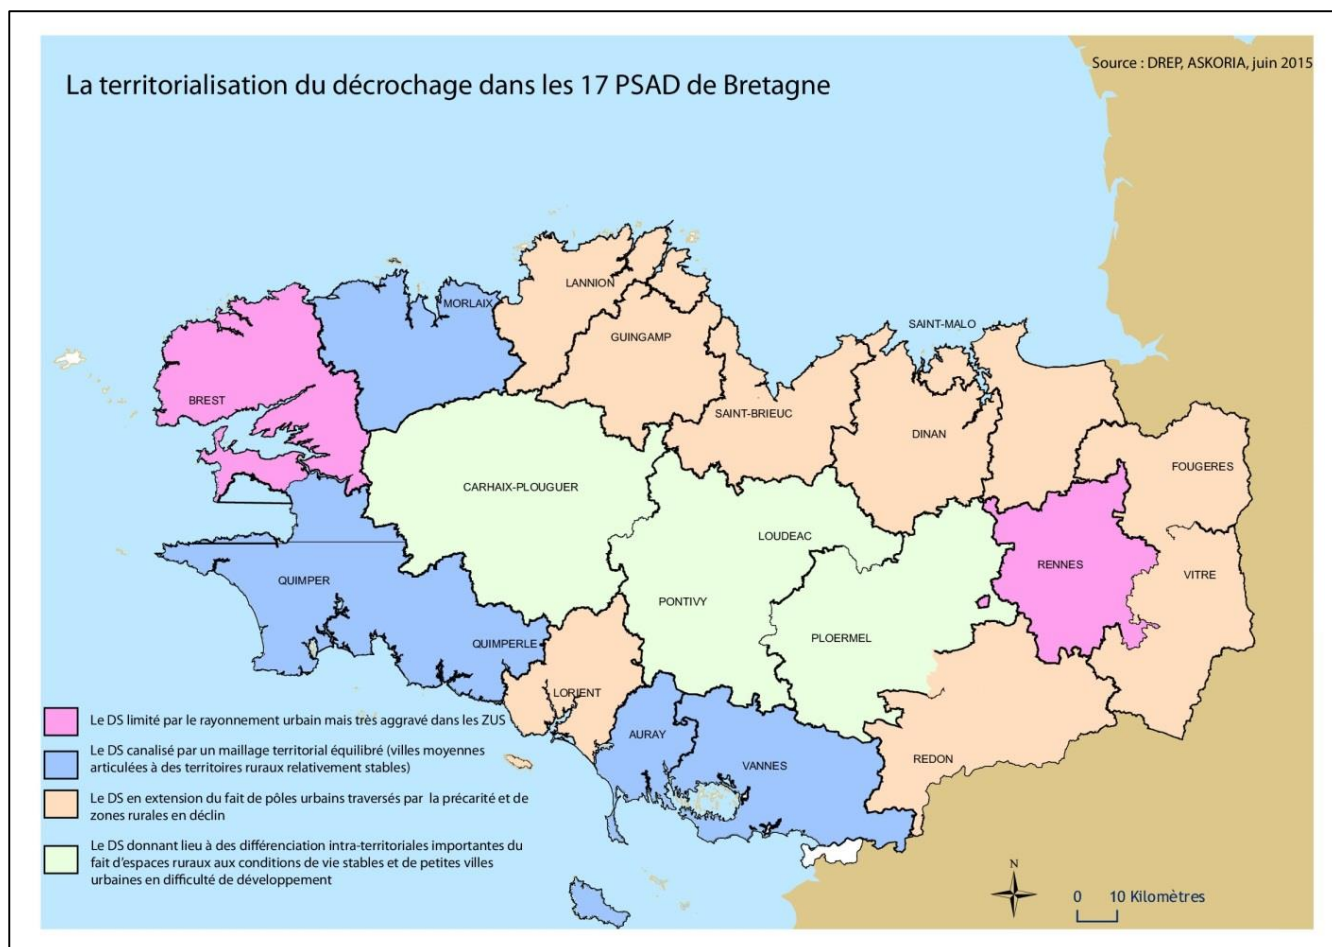 La territorialisation du décrochage dans les 17 PSAD de Bretagne
Source : DREP, ASKORIA, juin 2015
LANNION
MORLAIX
GUINGAMP
SAINT-MALO
BREST
SAINT-BRIEUC
DINAN
FOUGERES
CARHAIX-PLOUGUER
LOUDEAC
RENNES
VITRE
QUIMPER
PONTIVY
PLOERMEL
QUIMPERLE
LORIENT
AURAY
VANNES
REDON
Le DS limité par le rayonnement urbain mais très aggravé dans les ZUS
Le DS canalisé par un maillage territorial équilibré (villes moyennes
articulées à des territoires ruraux relativement stables)
Le DS en extension du fait de pôles urbains traversés par la précarité et de
zones rurales en déclin
Le DS donnant lieu à des différenciation intra-territoriales importantes du
fait d'espaces ruraux aux conditions de vie stables et de petites villes
urbaines en difficulté de développement
N
0 10 Kilomètres